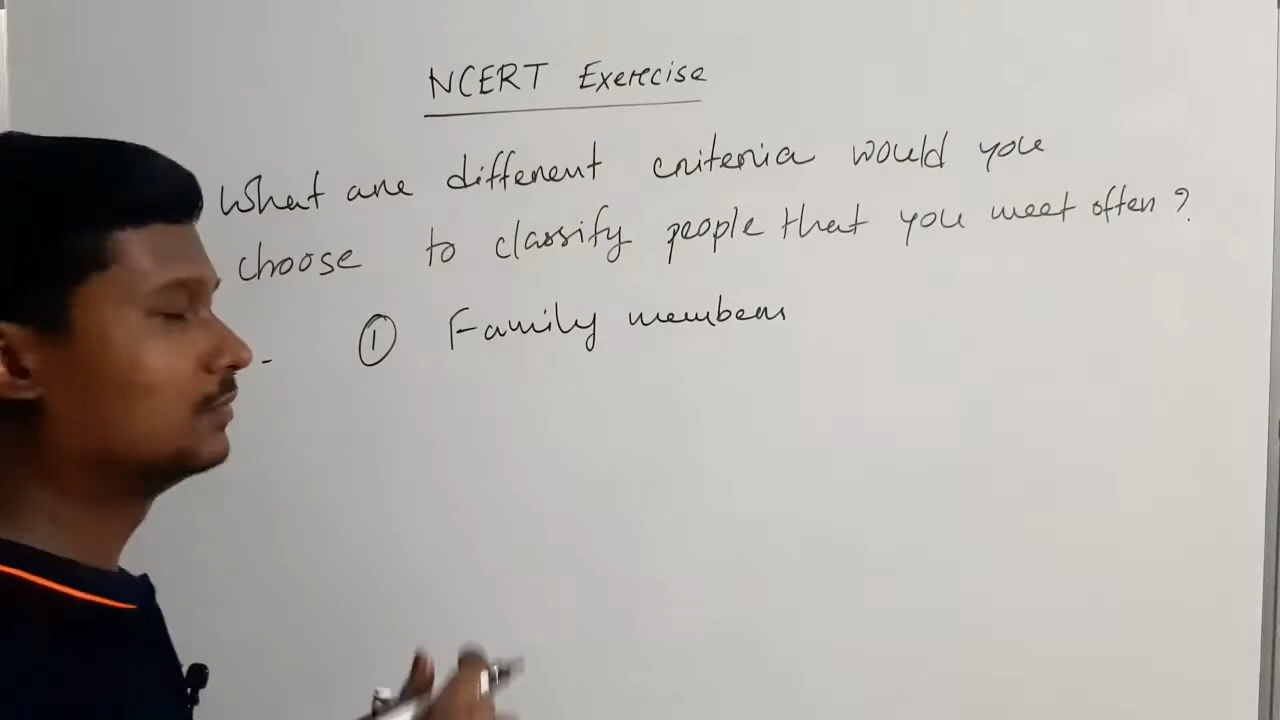 NCERT Exercise
What are different criteria would you
choose to classify people that you meet often?
- ① Family members